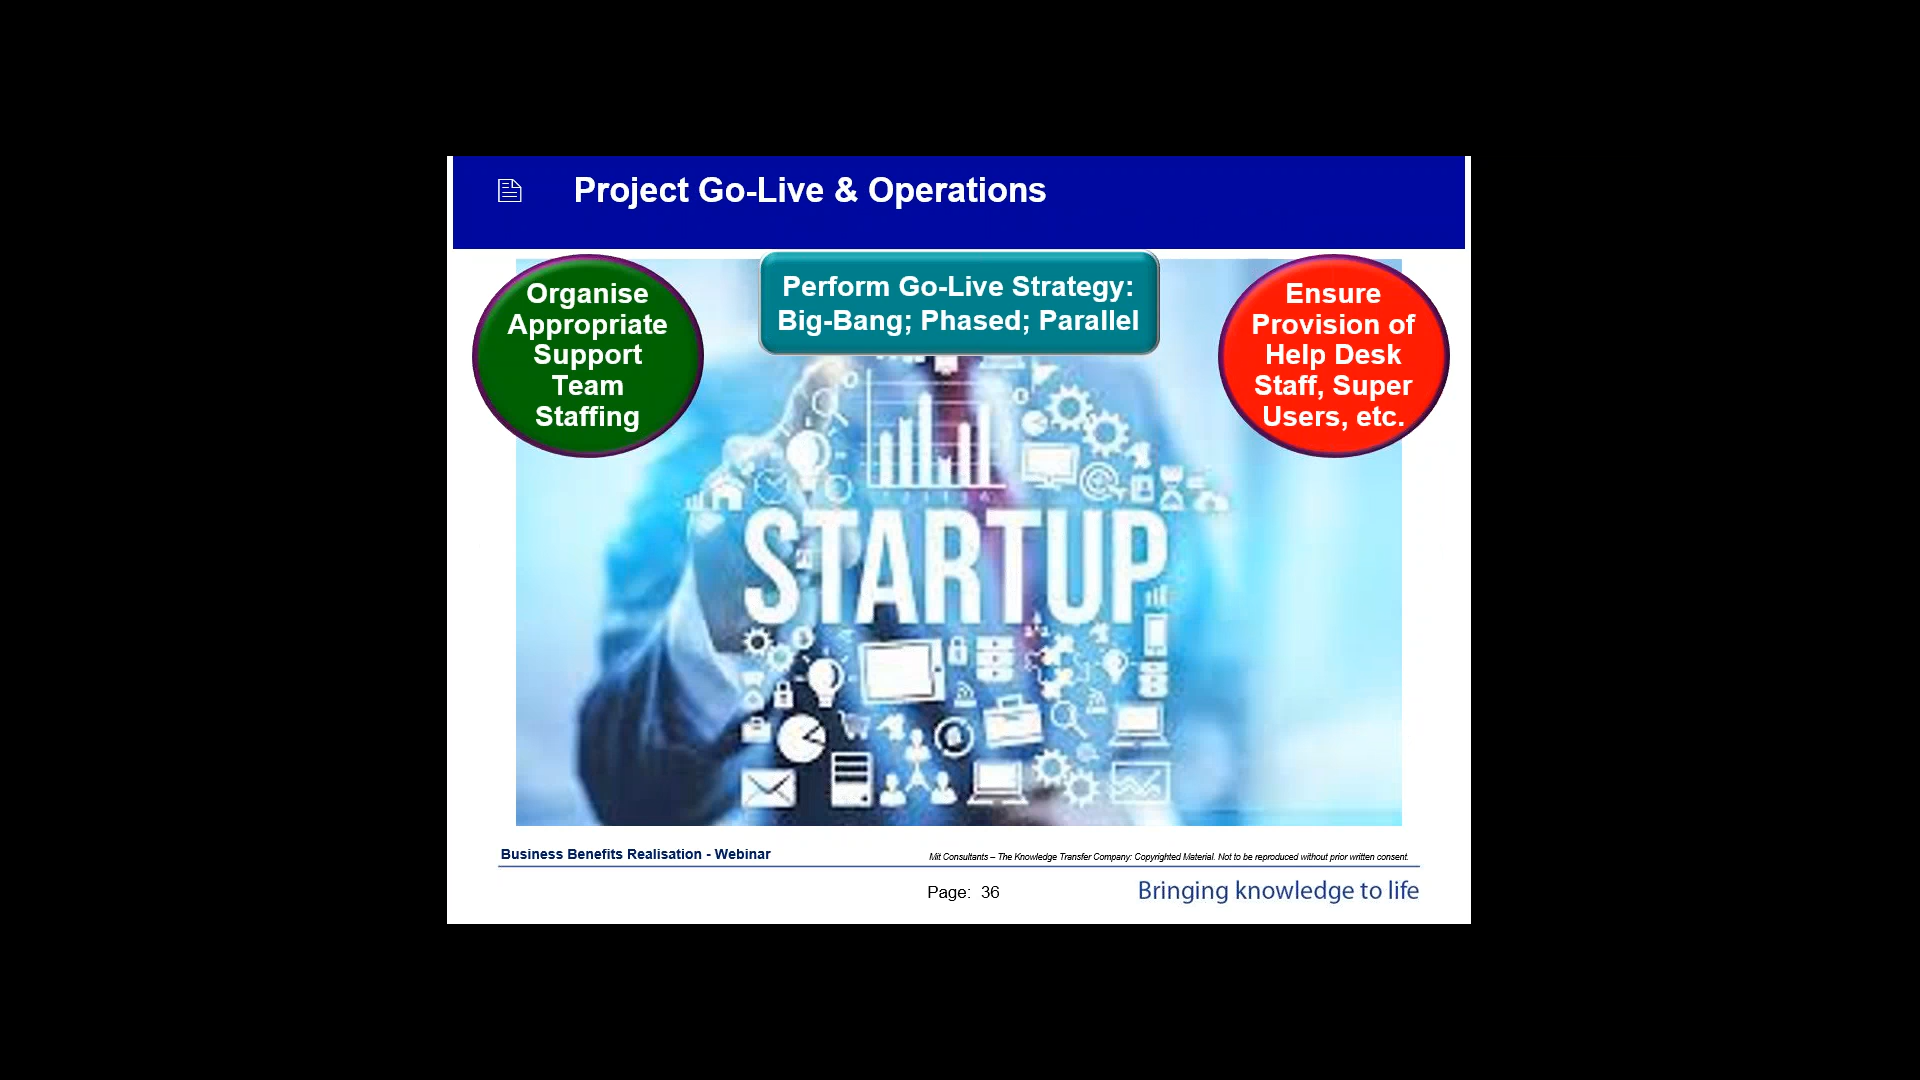 Project Go-Live & Operations
Organise
Appropriate
Support
Team
Staffing
Perform Go-Live Strategy:
Big-Bang; Phased; Parallel
Ensure
Provision of
Help Desk
Staff, Super
Users, etc.
STARTUP
Business Benefits Realisation - Webinar
Mit Consultants – The Knowledge Transfer Company: Copyrighted Material. Not to be reproduced without prior written consent.
Page: 36
Bringing knowledge to life